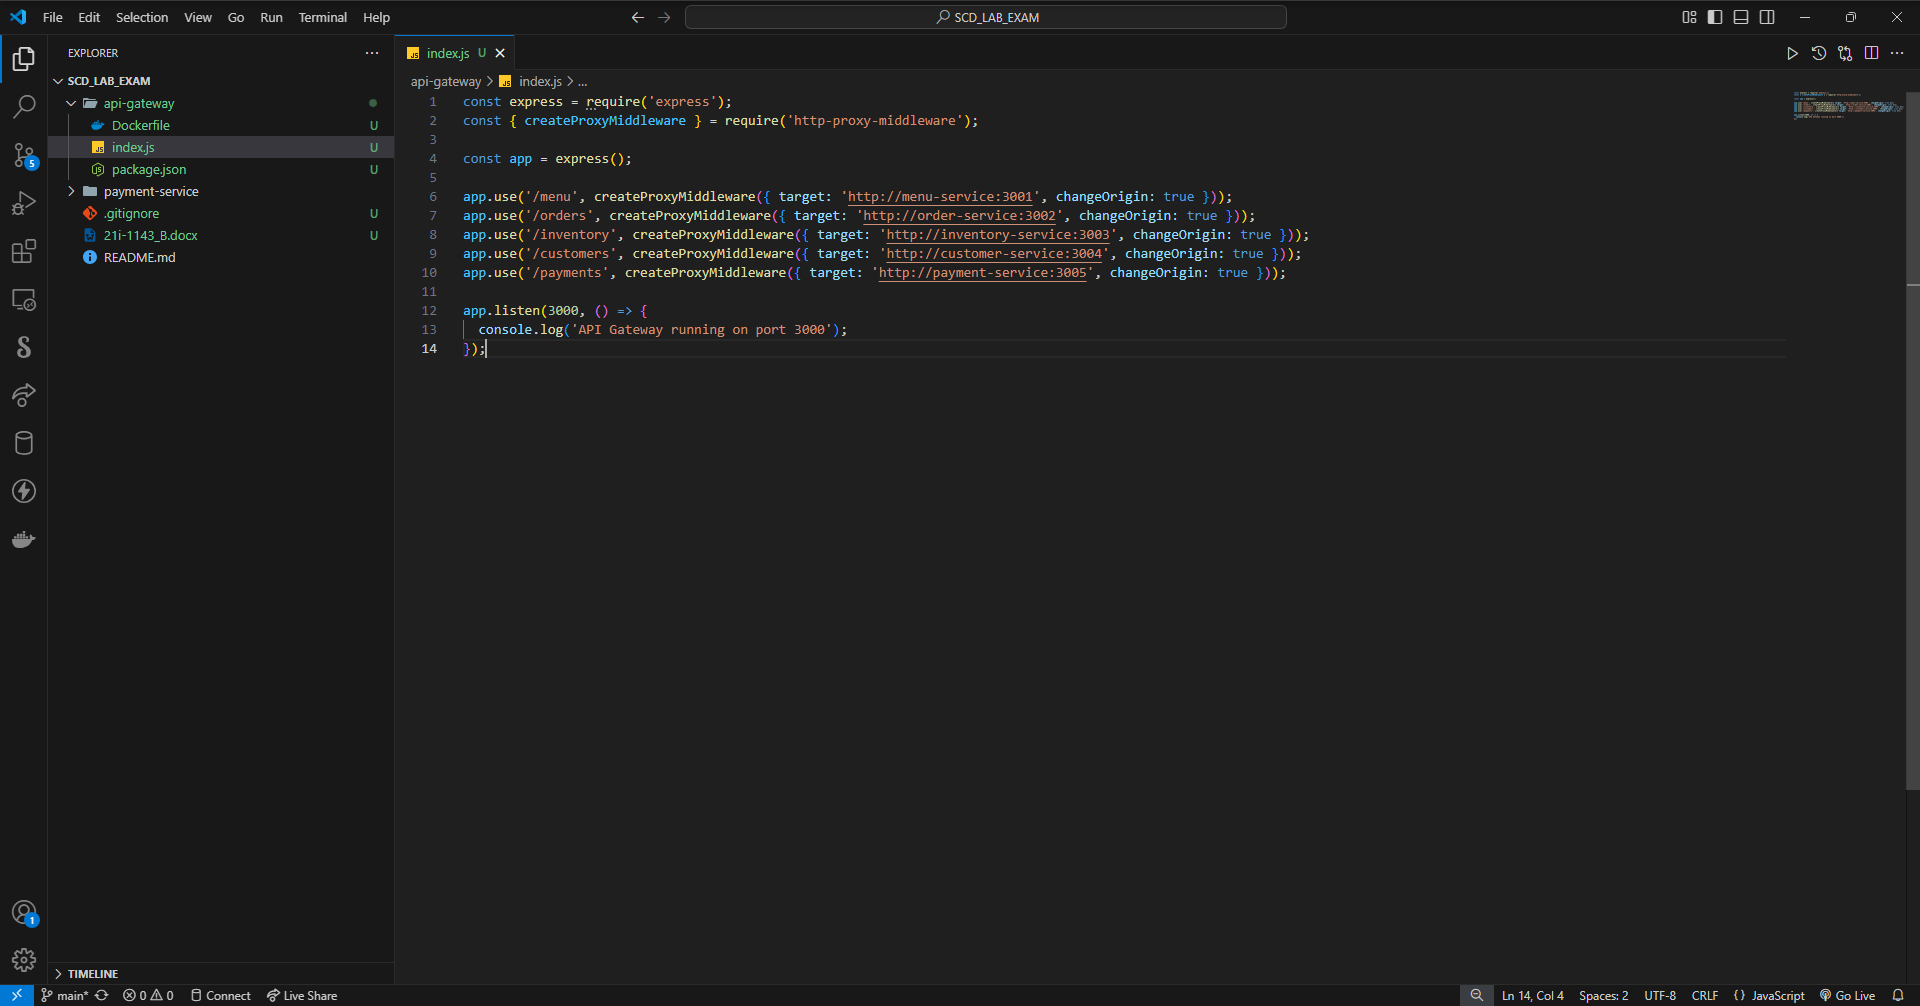 File Edit Selection View Go Run Terminal Help
SCD_LAB_EXAM
EXPLORER
SCD_LAB_EXAM
api-gateway
Dockerfile U
JS index.js U
package.json U
payment-service
.gitignore U
21i-1143_B.docx U
README.md
TIMELINE
5
1
JS index.js U
api-gateway > JS index.js > ...
1 const express = require('express');
2 const { createProxyMiddleware } = require('http-proxy-middleware');
3
4 const app = express();
5
6 app.use('/menu', createProxyMiddleware({ target: 'http://menu-service:3001', changeOrigin: true }));
7 app.use('/orders', createProxyMiddleware({ target: 'http://order-service:3002', changeOrigin: true }));
8 app.use('/inventory', createProxyMiddleware({ target: 'http://inventory-service:3003', changeOrigin: true }));
9 app.use('/customers', createProxyMiddleware({ target: 'http://customer-service:3004', changeOrigin: true }));
10 app.use('/payments', createProxyMiddleware({ target: 'http://payment-service:3005', changeOrigin: true }));
11
12 app.listen(3000, () => {
13 console.log('API Gateway running on port 3000');
14 });
main* 0 0 Connect Live Share
Ln 14, Col 4 Spaces: 2 UTF-8 CRLF {} JavaScript Go Live